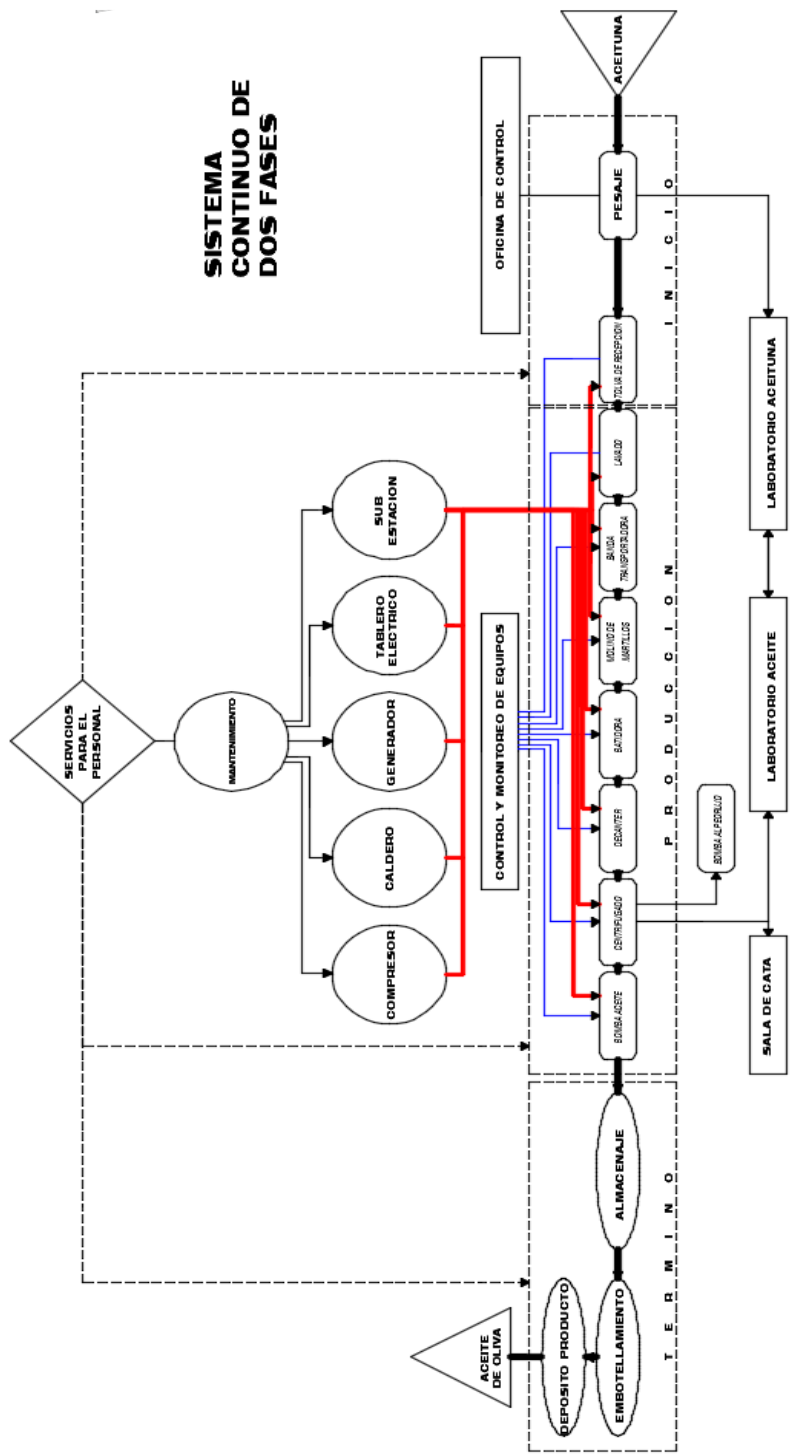 SISTEMA
CONTINUO DE
DOS FASES
SERVICIOS
PARA EL
PERSONAL
MANTENIMIENTO
COMPRESOR
CALDERO
GENERADOR
TABLERO
ELECTRICO
SUB
ESTACION
CONTROL Y MONITOREO DE EQUIPOS
OFICINA DE CONTROL
ACEITE
DE OLIVA
DEPOSITO PRODUCTO
EMBOTELLAMIENTO
ALMACENAJE
BOMBA ACEITE
CENTRIFUGADO
DECANTER
BATIDORA
MOLINO DE
MARTILLOS
BANDA
TRANSPORTADORA
LAVADO
TOLVA DE RECEPCION
PESAJE
ACEITUNA
TERMINO
PRODUCCION
INICIO
BOMBA ALPEORUJO
SALA DE CATA
LABORATORIO ACEITE
LABORATORIO ACEITUNA